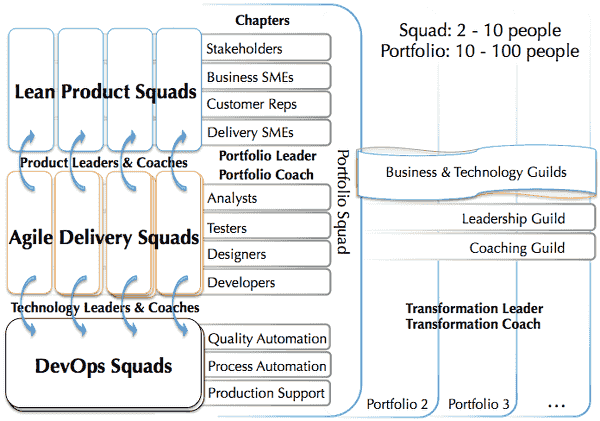 Chapters
Lean Product Squads
Stakeholders
Business SMEs
Customer Reps
Delivery SMEs
Product Leaders & Coaches
Portfolio Leader
Portfolio Coach
Agile Delivery Squads
Analysts
Testers
Designers
Developers
Technology Leaders & Coaches
DevOps Squads
Quality Automation
Process Automation
Production Support
Portfolio Squad
Squad: 2 - 10 people
Portfolio: 10 - 100 people
Business & Technology Guilds
Leadership Guild
Coaching Guild
Transformation Leader
Transformation Coach
Portfolio 2
Portfolio 3
...